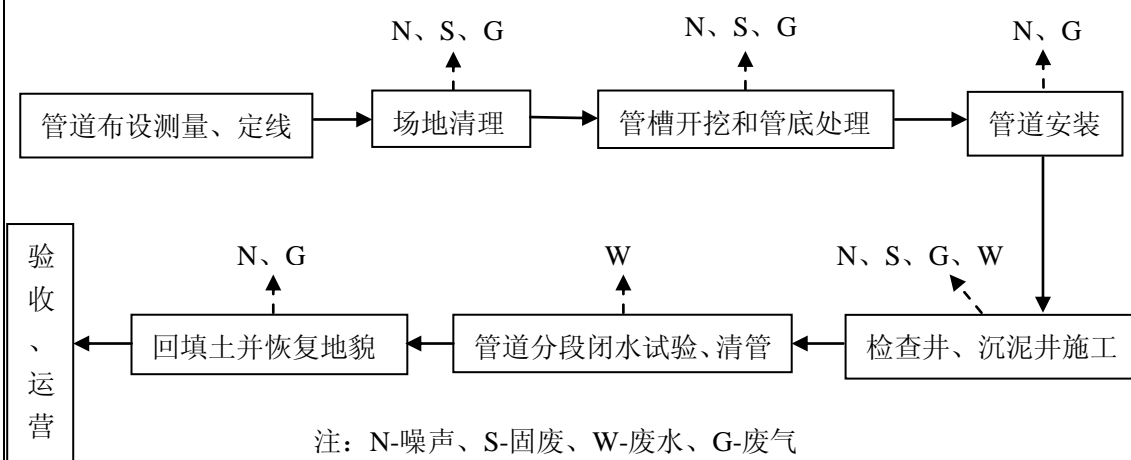 N、S、G
N、S、G
N、G
管道布设测量、定线
场地清理
管槽开挖和管底处理
管道安装
N、S、G、W
W
N、G
检查井、沉泥井施工
管道分段闭水试验、清管
回填土并恢复地貌
验收、运营
注：N-噪声、S-固废、W-废水、G-废气